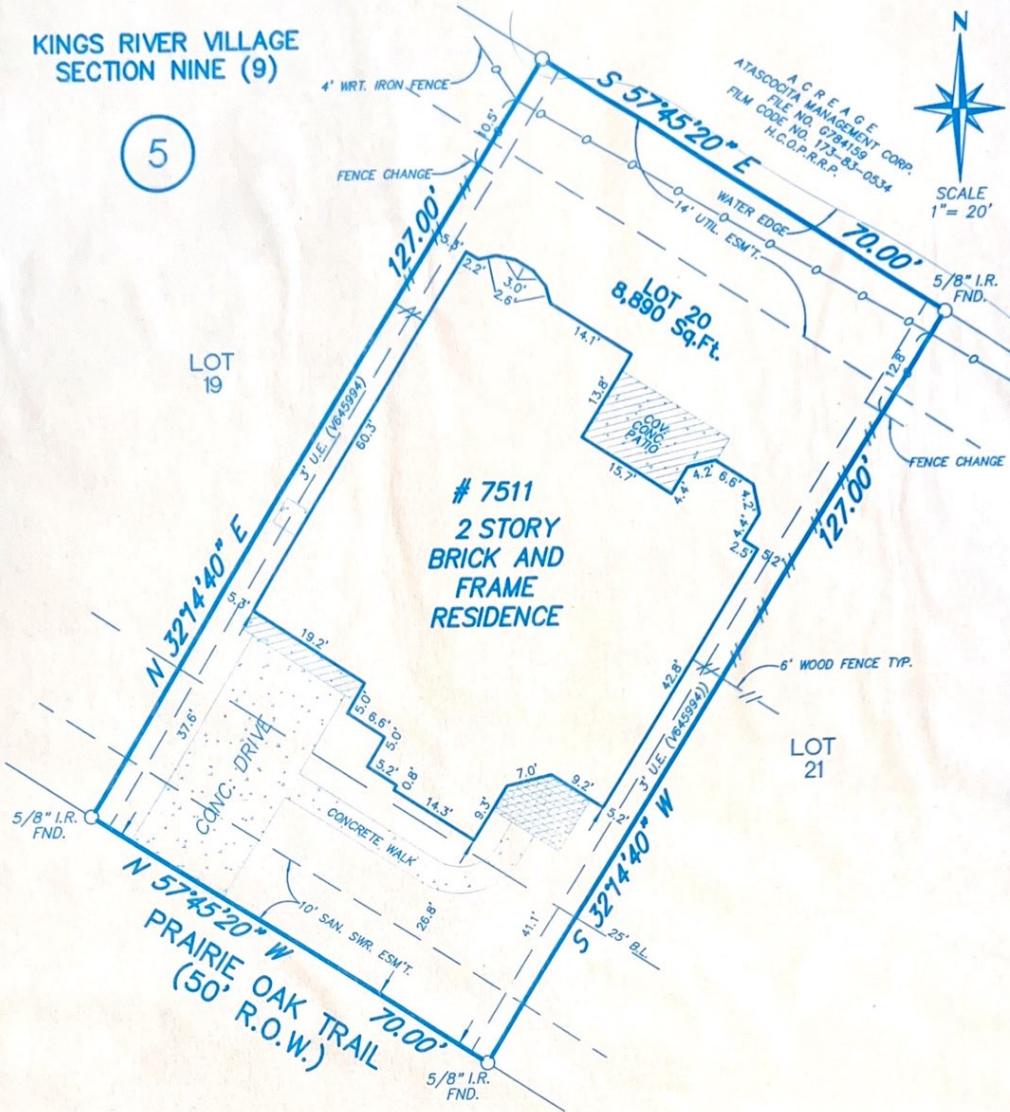 KINGS RIVER VILLAGE
SECTION NINE (9)
5
4' WRT. IRON FENCE
10.5'
FENCE CHANGE
S 57°45'20" E
70.00'
ACREAGE
ATASCOCITA MANAGEMENT CORP.
FILE NO. G784159
FILM CODE NO. 173-83-0534
H.C.O.P.R.R.P.
N
SCALE
1"= 20'
WATER EDGE
14' UTIL. ESM'T.
5/8" I.R.
FND.
127.00'
5.3'
2.2'
3.0'
2.6'
14.1'
LOT 20
8,890 Sq.Ft.
12.8'
LOT
19
13.8'
COV.
CONC.
PATIO
15.7'
4.4'
4.2'
6.6'
4.2'
4.4'
2.5'
5.2'
FENCE CHANGE
127.00'
3' U.E. (V645994)
60.3'
# 7511
2 STORY
BRICK AND
FRAME
RESIDENCE
N 32°14'40" E
5.3'
19.2'
5.0'
6.6'
5.0'
5.2'
0.8'
14.3'
9.3'
7.0'
9.2'
5.2'
42.8'
6' WOOD FENCE TYP.
3' U.E. (V645994))
LOT
21
37.6'
CONC. DRIVE
CONCRETE WALK
5/8" I.R.
FND.
S 32°14'40" W
26.8'
41.1'
25' B.L.
10' SAN. SWR. ESM'T.
N 57°45'20" W
70.00'
PRAIRIE OAK TRAIL
(50' R.O.W.)
5/8" I.R.
FND.